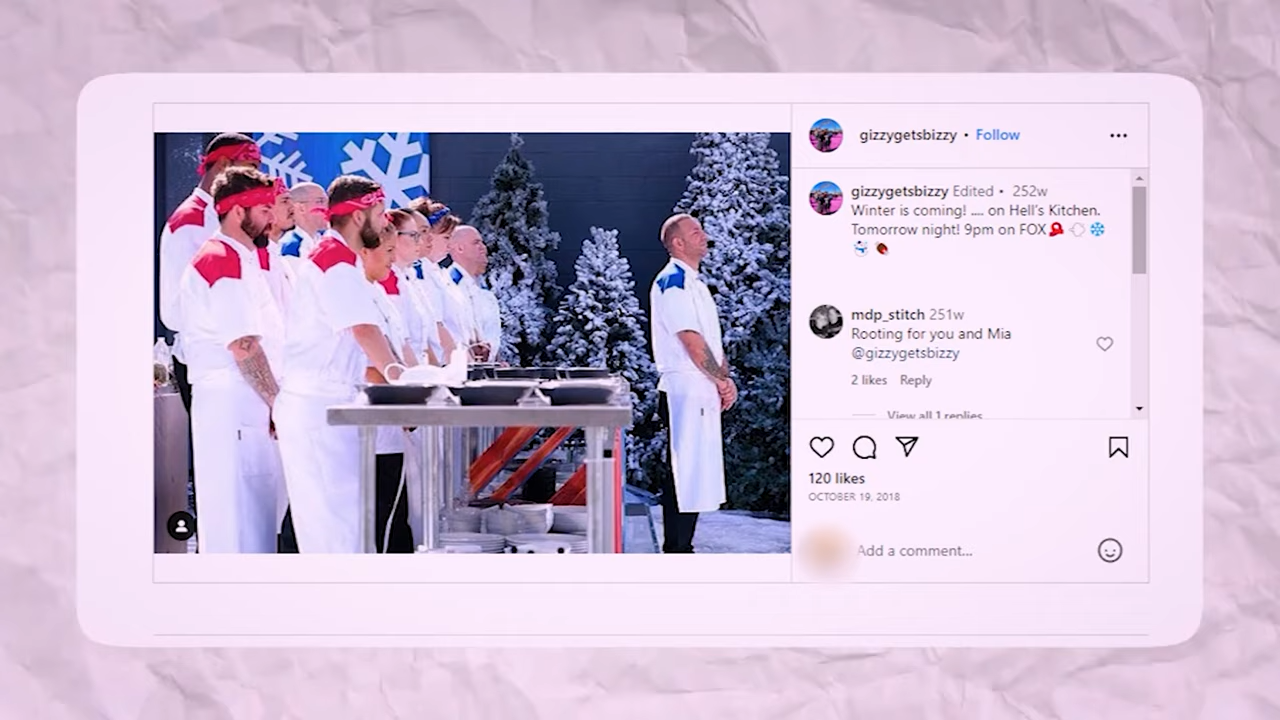 gizzygetsbizzy • Follow
gizzygetsbizzy Edited • 252w
Winter is coming! .... on Hell's Kitchen.
Tomorrow night! 9pm on FOX
mdp_stitch 251w
Rooting for you and Mia
@gizzygetsbizzy
2 likes Reply
View all 1 replies
120 likes
OCTOBER 19, 2018
Add a comment...